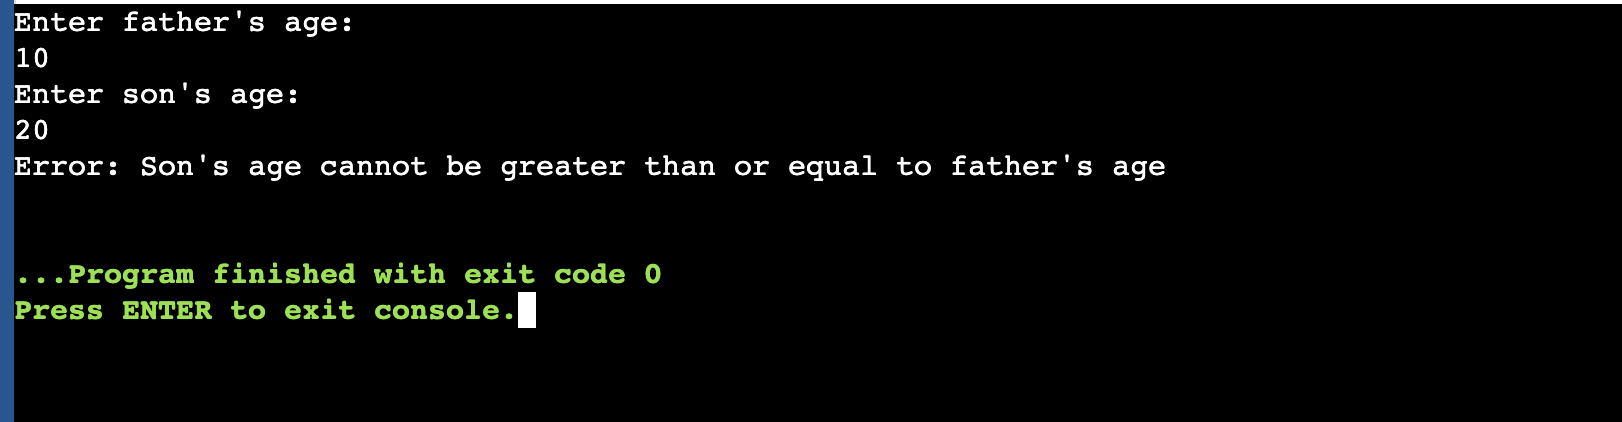 Enter father's age:
10
Enter son's age:
20
Error: Son's age cannot be greater than or equal to father's age
...Program finished with exit code 0
Press ENTER to exit console.